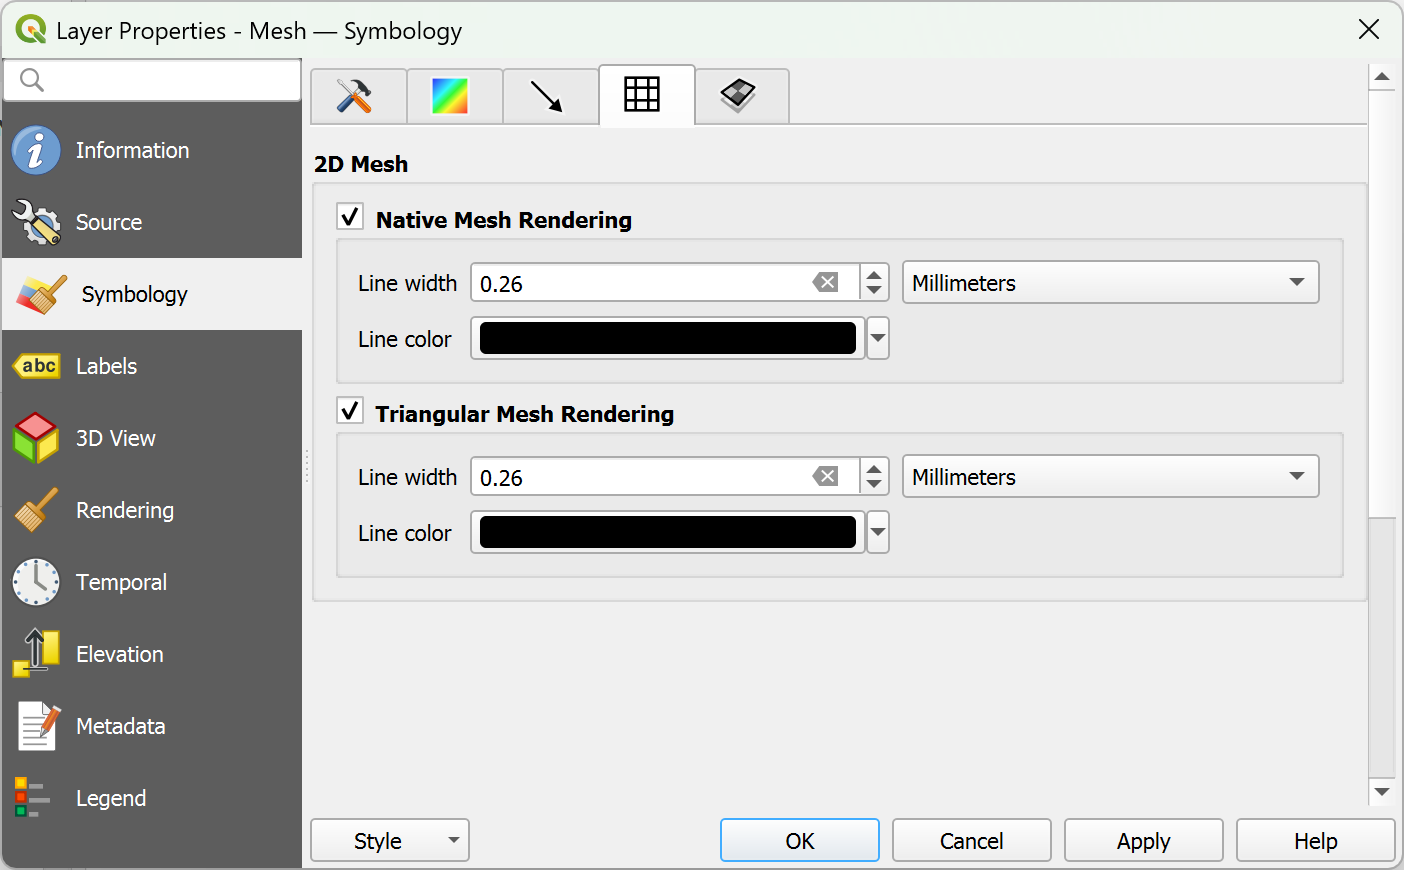 Layer Properties - Mesh — Symbology
Information
Source
Symbology
abc Labels
3D View
Rendering
Temporal
Elevation
Metadata
Legend
2D Mesh
Native Mesh Rendering
Line width 0.26 Millimeters
Line color
Triangular Mesh Rendering
Line width 0.26 Millimeters
Line color
Style OK Cancel Apply Help